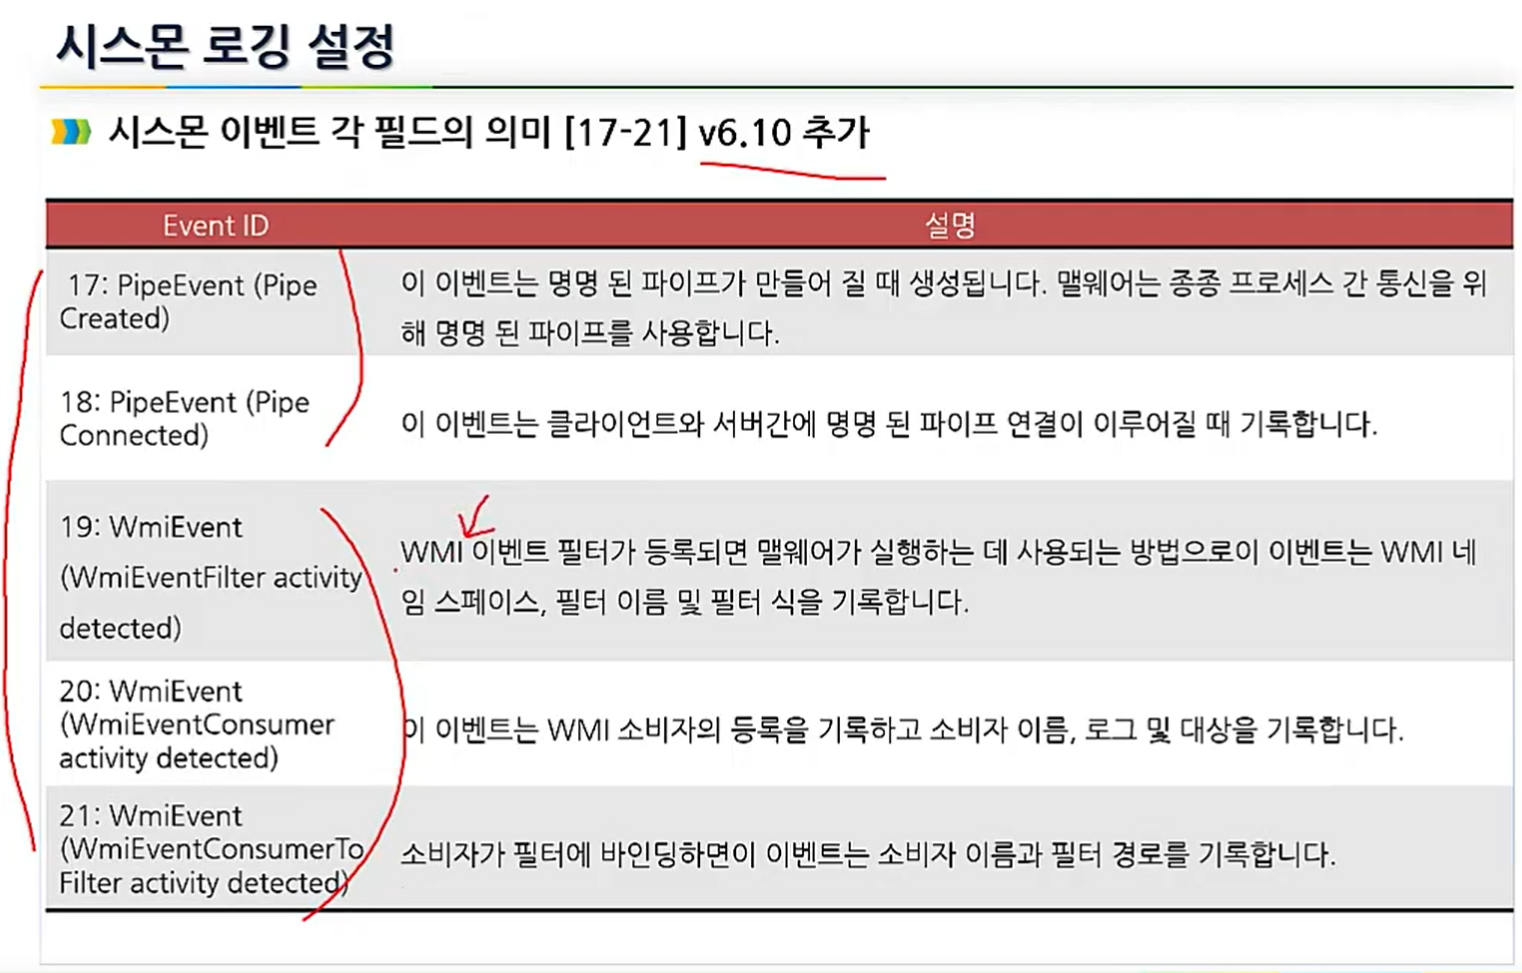 시스몬 로깅 설정
시스몬 이벤트 각 필드의 의미 [17-21] v6.10 추가
Event ID
설명
17: PipeEvent (Pipe
Created)
이 이벤트는 명명 된 파이프가 만들어 질 때 생성됩니다. 맬웨어는 종종 프로세스 간 통신을 위
해 명명 된 파이프를 사용합니다.
18: PipeEvent (Pipe
Connected)
이 이벤트는 클라이언트와 서버간에 명명 된 파이프 연결이 이루어질 때 기록합니다.
19: WmiEvent
(WmiEventFilter activity
detected)
WMI 이벤트 필터가 등록되면 맬웨어가 실행하는 데 사용되는 방법으로이 이벤트는 WMI 네
임 스페이스, 필터 이름 및 필터 식을 기록합니다.
20: WmiEvent
(WmiEventConsumer
activity detected)
이 이벤트는 WMI 소비자의 등록을 기록하고 소비자 이름, 로그 및 대상을 기록합니다.
21: WmiEvent
(WmiEventConsumerTo
Filter activity detected)
소비자가 필터에 바인딩하면이 이벤트는 소비자 이름과 필터 경로를 기록합니다.